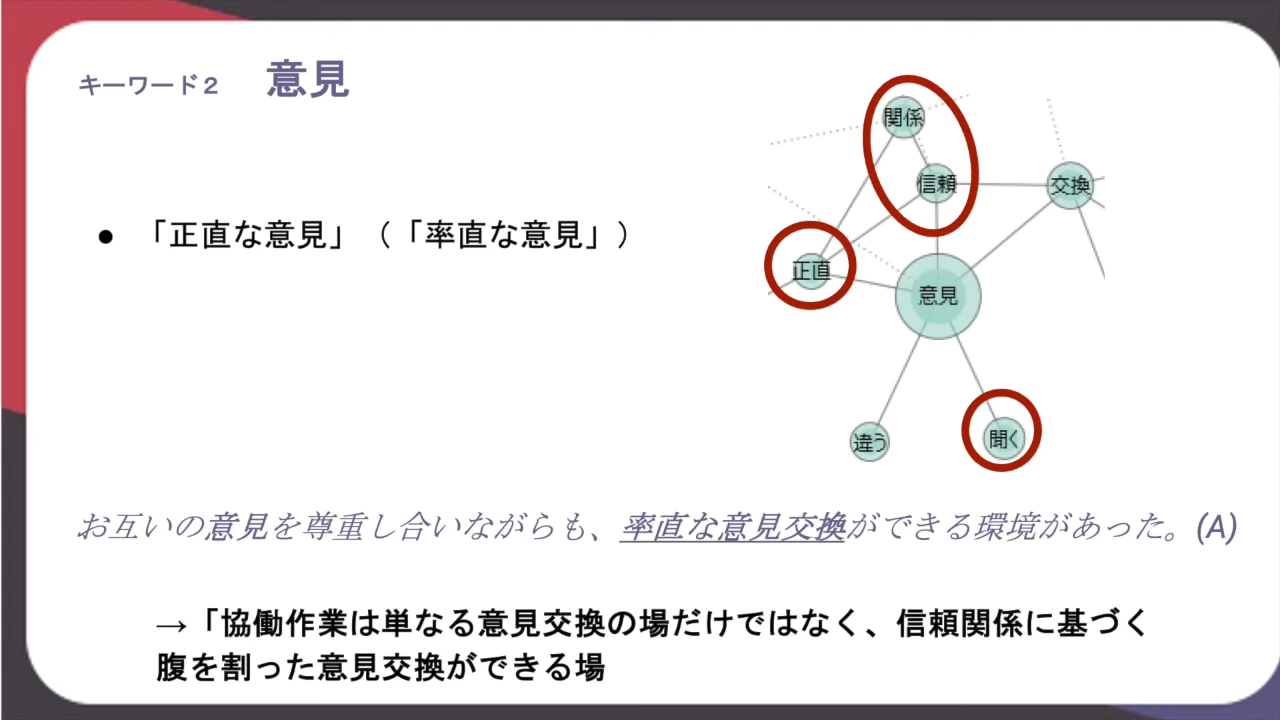 キーワード２ 意見
関係
信頼
交換
● 「正直な意見」（「率直な意見」）
正直
意見
違う
聞く
お互いの意見を尊重し合いながらも、率直な意見交換ができる環境があった。(A)
→「協働作業は単なる意見交換の場だけではなく、信頼関係に基づく
腹を割った意見交換ができる場